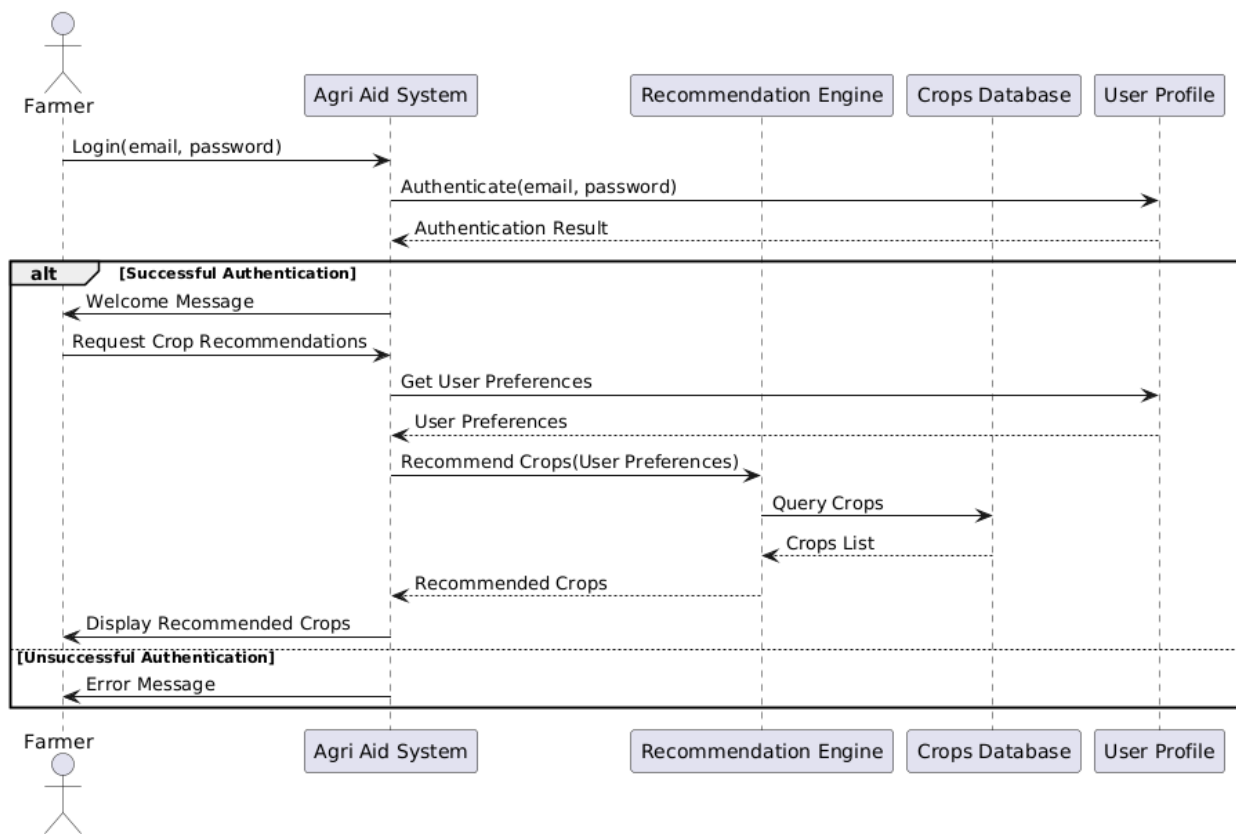 Farmer
Agri Aid System
Recommendation Engine
Crops Database
User Profile
Login(email, password)
Authenticate(email, password)
Authentication Result
alt
[Successful Authentication]
Welcome Message
Request Crop Recommendations
Get User Preferences
User Preferences
Recommend Crops(User Preferences)
Query Crops
Crops List
Recommended Crops
Display Recommended Crops
[Unsuccessful Authentication]
Error Message
Farmer
Agri Aid System
Recommendation Engine
Crops Database
User Profile